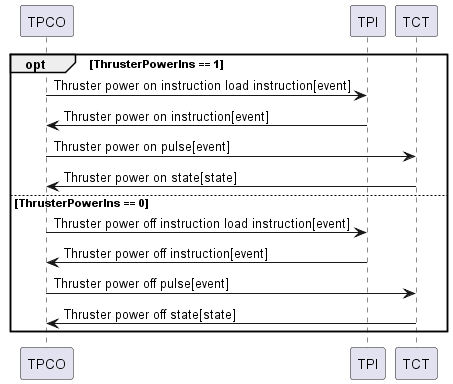 TPCO TPI TCT
opt [ThrusterPowerIns == 1]
Thruster power on instruction load instruction[event]
Thruster power on instruction[event]
Thruster power on pulse[event]
Thruster power on state[state]
[ThrusterPowerIns == 0]
Thruster power off instruction load instruction[event]
Thruster power off instruction[event]
Thruster power off pulse[event]
Thruster power off state[state]
TPCO TPI TCT